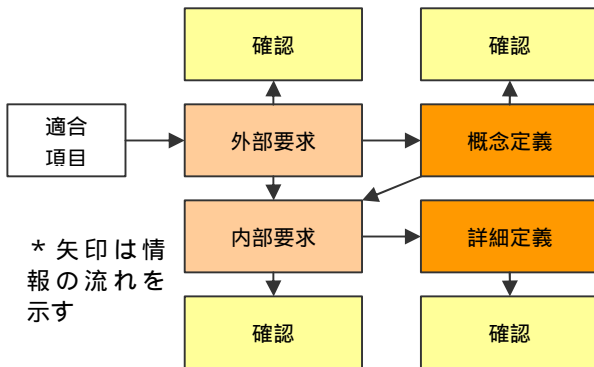 確認
確認
適合
項目
外部要求
概念定義
内部要求
詳細定義
*矢印は情
報の流れを
示す
確認
確認